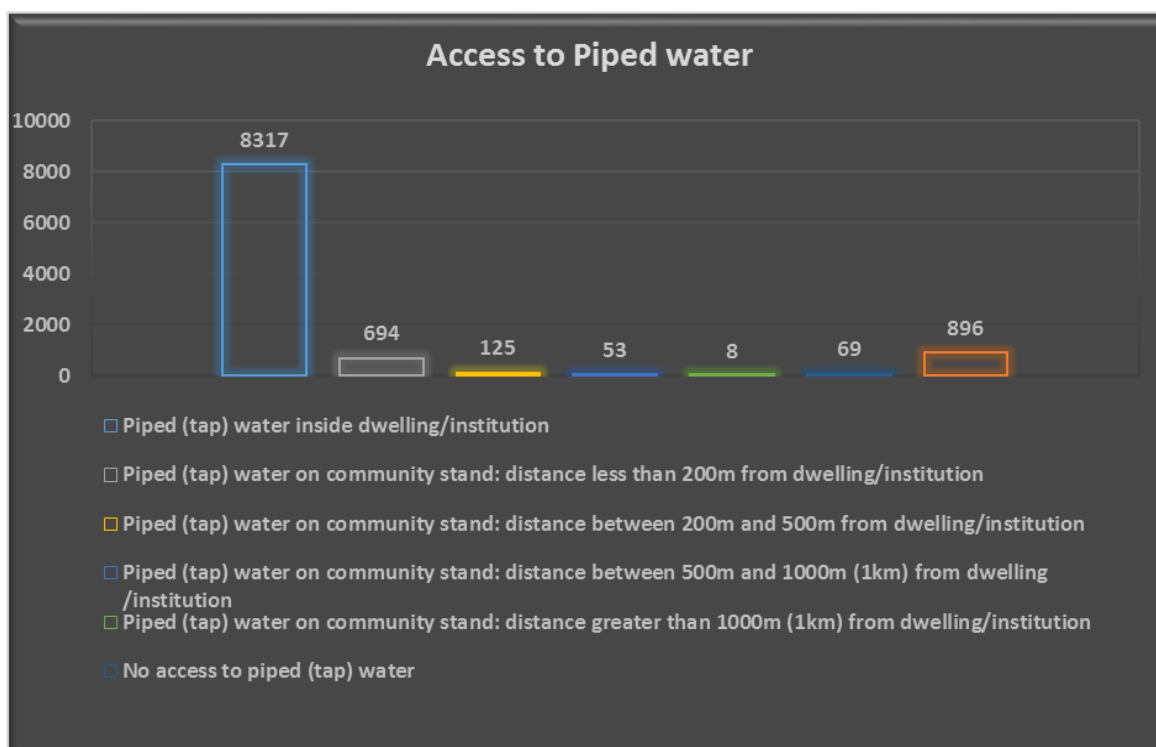 Access to Piped water
10000
8000
6000
4000
2000
0
8317
694
125
53
8
69
896
Piped (tap) water inside dwelling/institution
Piped (tap) water on community stand: distance less than 200m from dwelling/institution
Piped (tap) water on community stand: distance between 200m and 500m from dwelling/institution
Piped (tap) water on community stand: distance between 500m and 1000m (1km) from dwelling
/institution
Piped (tap) water on community stand: distance greater than 1000m (1km) from dwelling/institution
No access to piped (tap) water